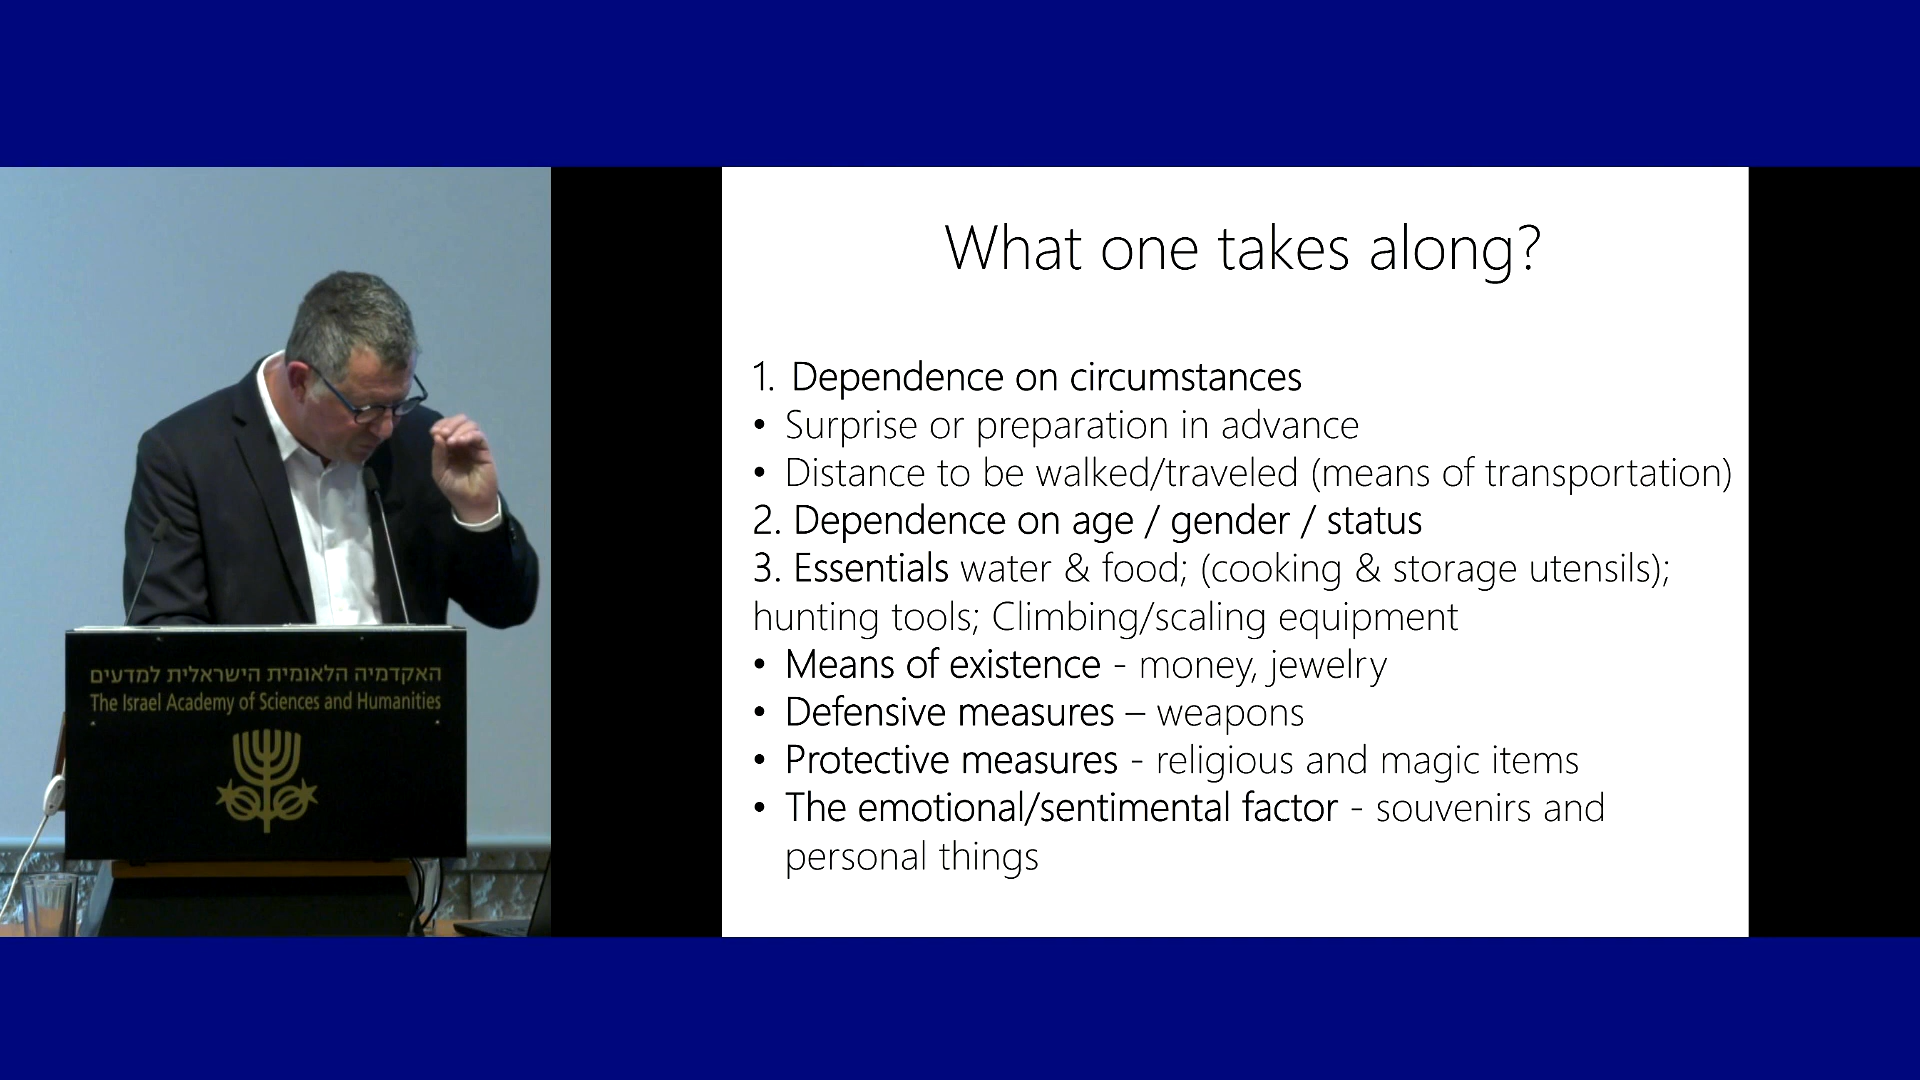 האקדמיה הלאומית הישראלית למדעים
The Israel Academy of Sciences and Humanities
What one takes along?
1. Dependence on circumstances
• Surprise or preparation in advance
• Distance to be walked/traveled (means of transportation)
2. Dependence on age / gender / status
3. Essentials water & food; (cooking & storage utensils);
hunting tools; Climbing/scaling equipment
• Means of existence - money, jewelry
• Defensive measures – weapons
• Protective measures - religious and magic items
• The emotional/sentimental factor - souvenirs and
personal things